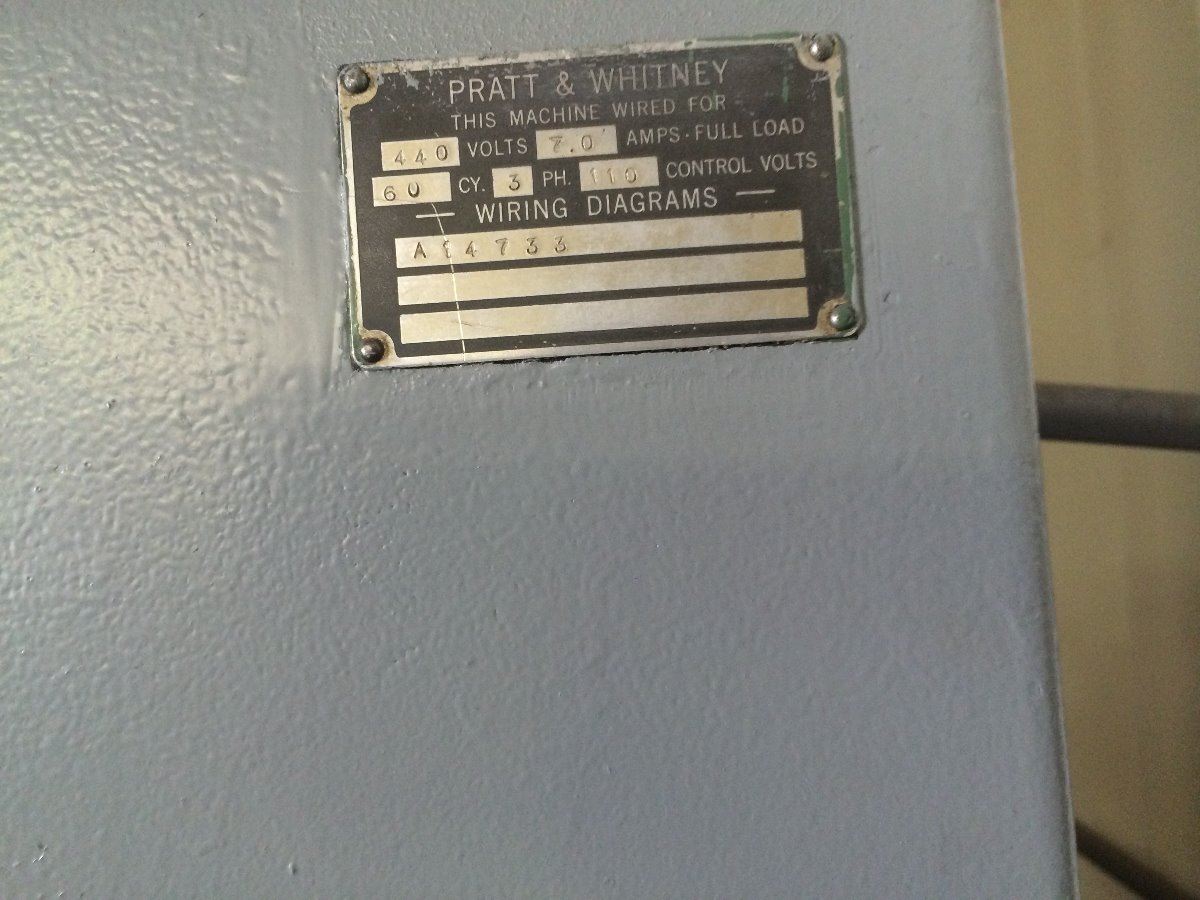 PRATT & WHITNEY
THIS MACHINE WIRED FOR
440 VOLTS 7.0 AMPS · FULL LOAD
60 CY. 3 PH. 110 CONTROL VOLTS
— WIRING DIAGRAMS —
A14733